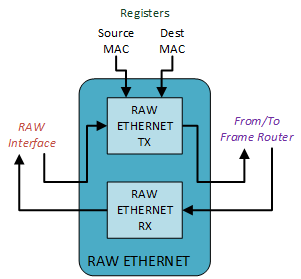 Registers
Source
MAC
Dest
MAC
RAW
ETHERNET
TX
RAW
Interface
From/To
Frame Router
RAW
ETHERNET
RX
RAW ETHERNET